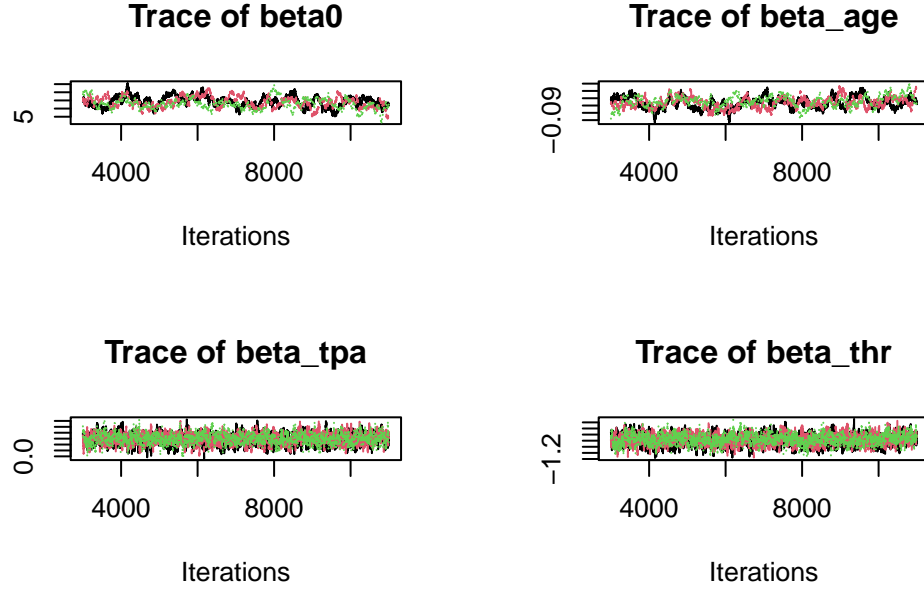 Trace of beta0
5
4000 8000
Iterations
Trace of beta_age
−0.09
4000 8000
Iterations
Trace of beta_tpa
0.0
4000 8000
Iterations
Trace of beta_thr
−1.2
4000 8000
Iterations